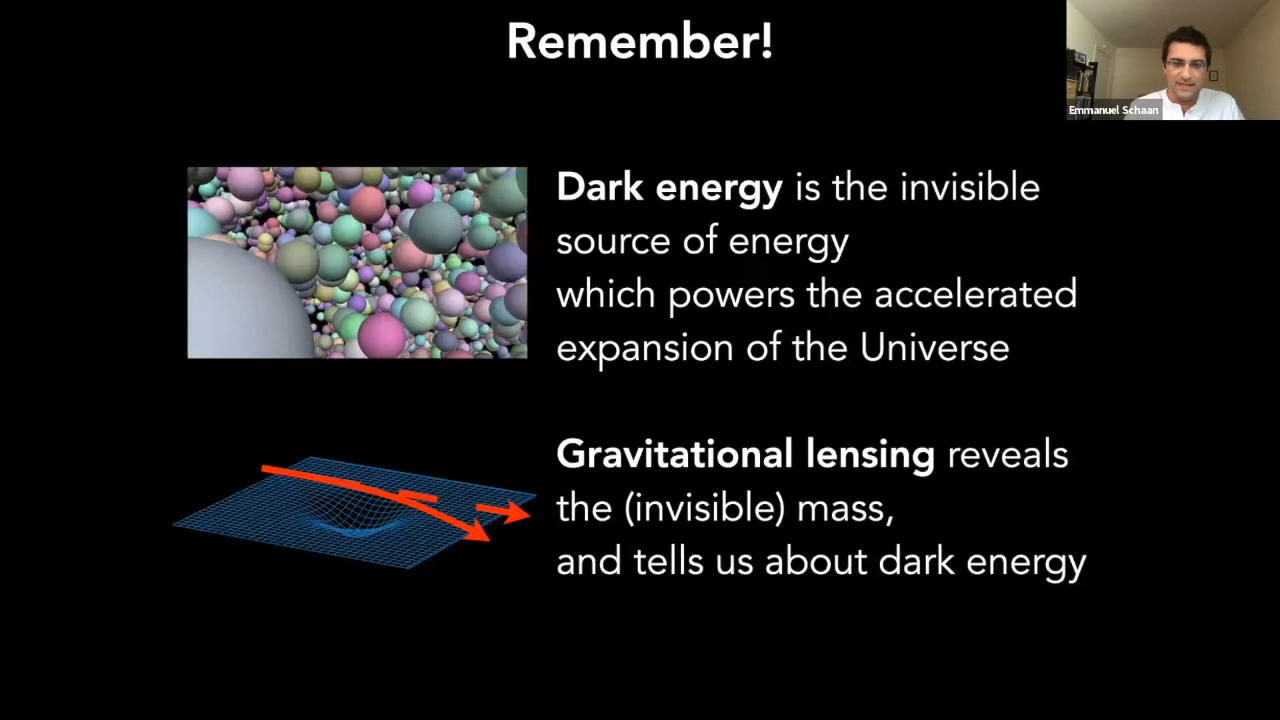 Remember!
Emmanuel Schaan
Dark energy is the invisible
source of energy
which powers the accelerated
expansion of the Universe
Gravitational lensing reveals
the (invisible) mass,
and tells us about dark energy